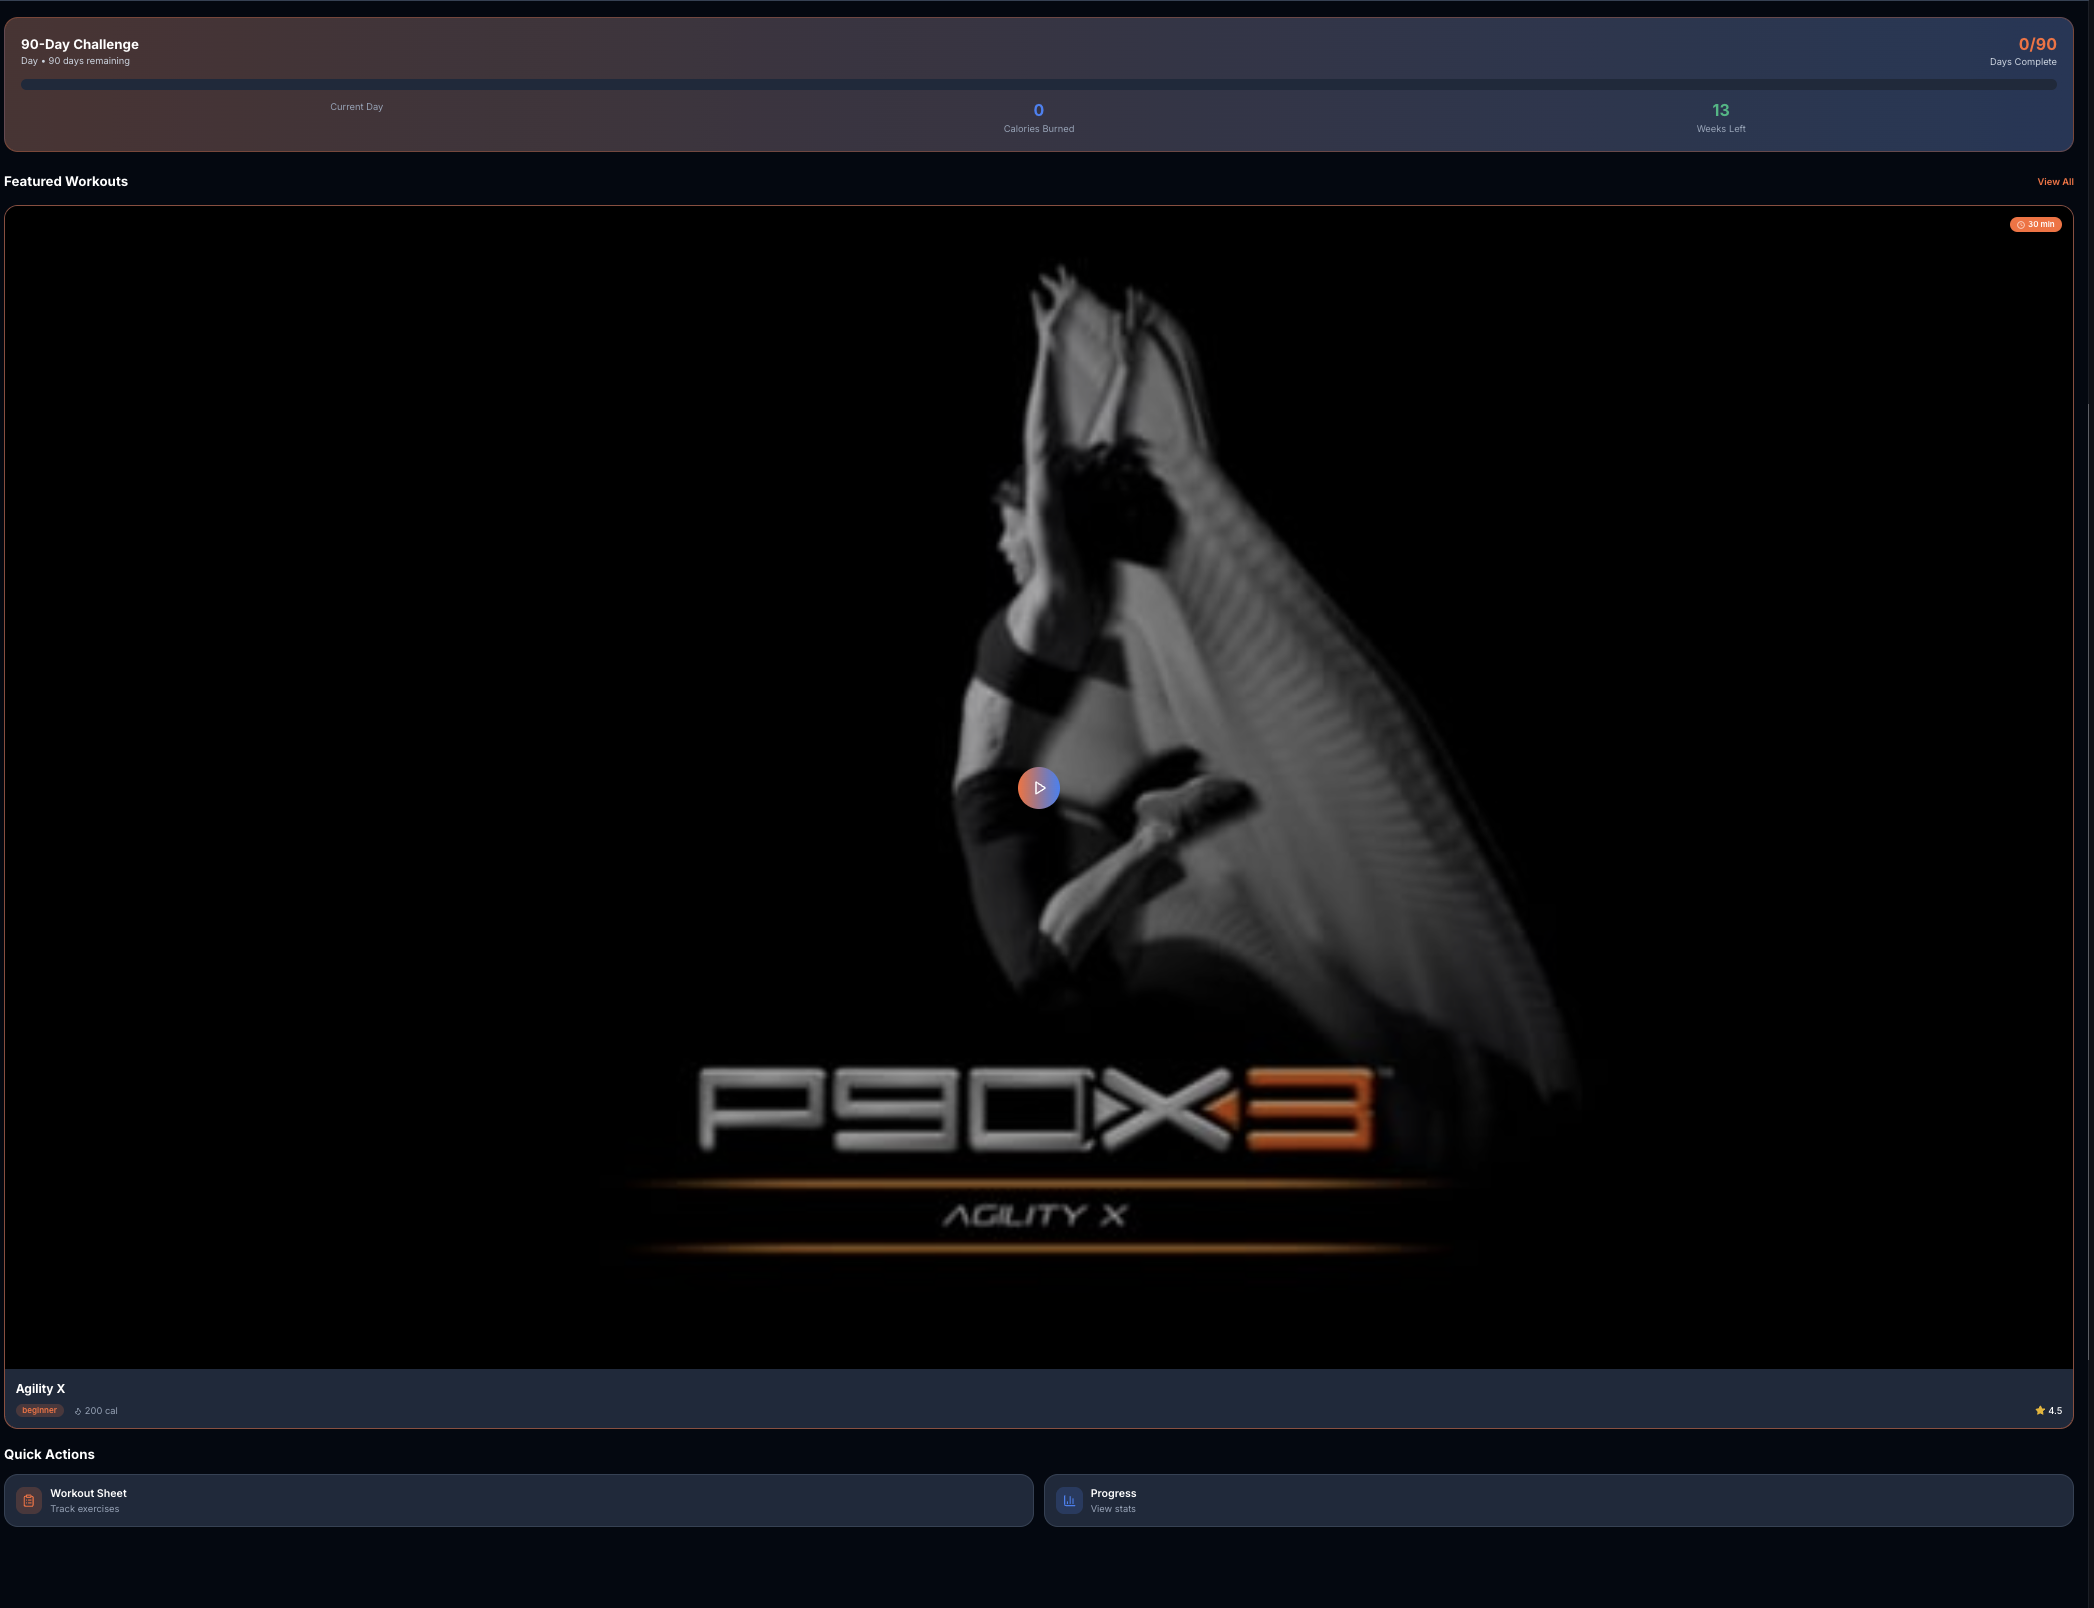 90-Day Challenge
Day • 90 days remaining
0/90
Days Complete
Current Day
0
Calories Burned
13
Weeks Left
Featured Workouts
View All
30 min
P90X3™
AGILITY X
Agility X
beginner
200 cal
4.5
Quick Actions
Workout Sheet
Track exercises
Progress
View stats